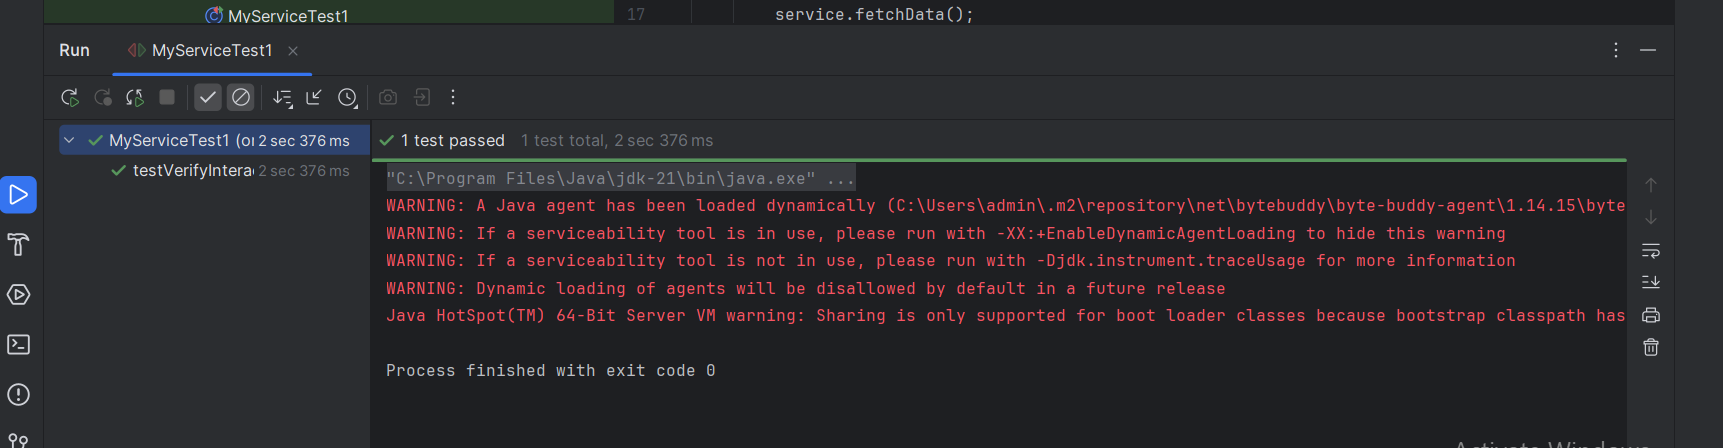 MyServiceTest1
17 service.fetchData();
Run MyServiceTest1
MyServiceTest1 (or 2 sec 376 ms
1 test passed 1 test total, 2 sec 376 ms
testVerifyIntera 2 sec 376 ms
"C:\Program Files\Java\jdk-21\bin\java.exe" ...
WARNING: A Java agent has been loaded dynamically (C:\Users\admin\.m2\repository\net\bytebuddy\byte-buddy-agent\1.14.15\byte
WARNING: If a serviceability tool is in use, please run with -XX:+EnableDynamicAgentLoading to hide this warning
WARNING: If a serviceability tool is not in use, please run with -Djdk.instrument.traceUsage for more information
WARNING: Dynamic loading of agents will be disallowed by default in a future release
Java HotSpot(TM) 64-Bit Server VM warning: Sharing is only supported for boot loader classes because bootstrap classpath has
Process finished with exit code 0
Activate Windows